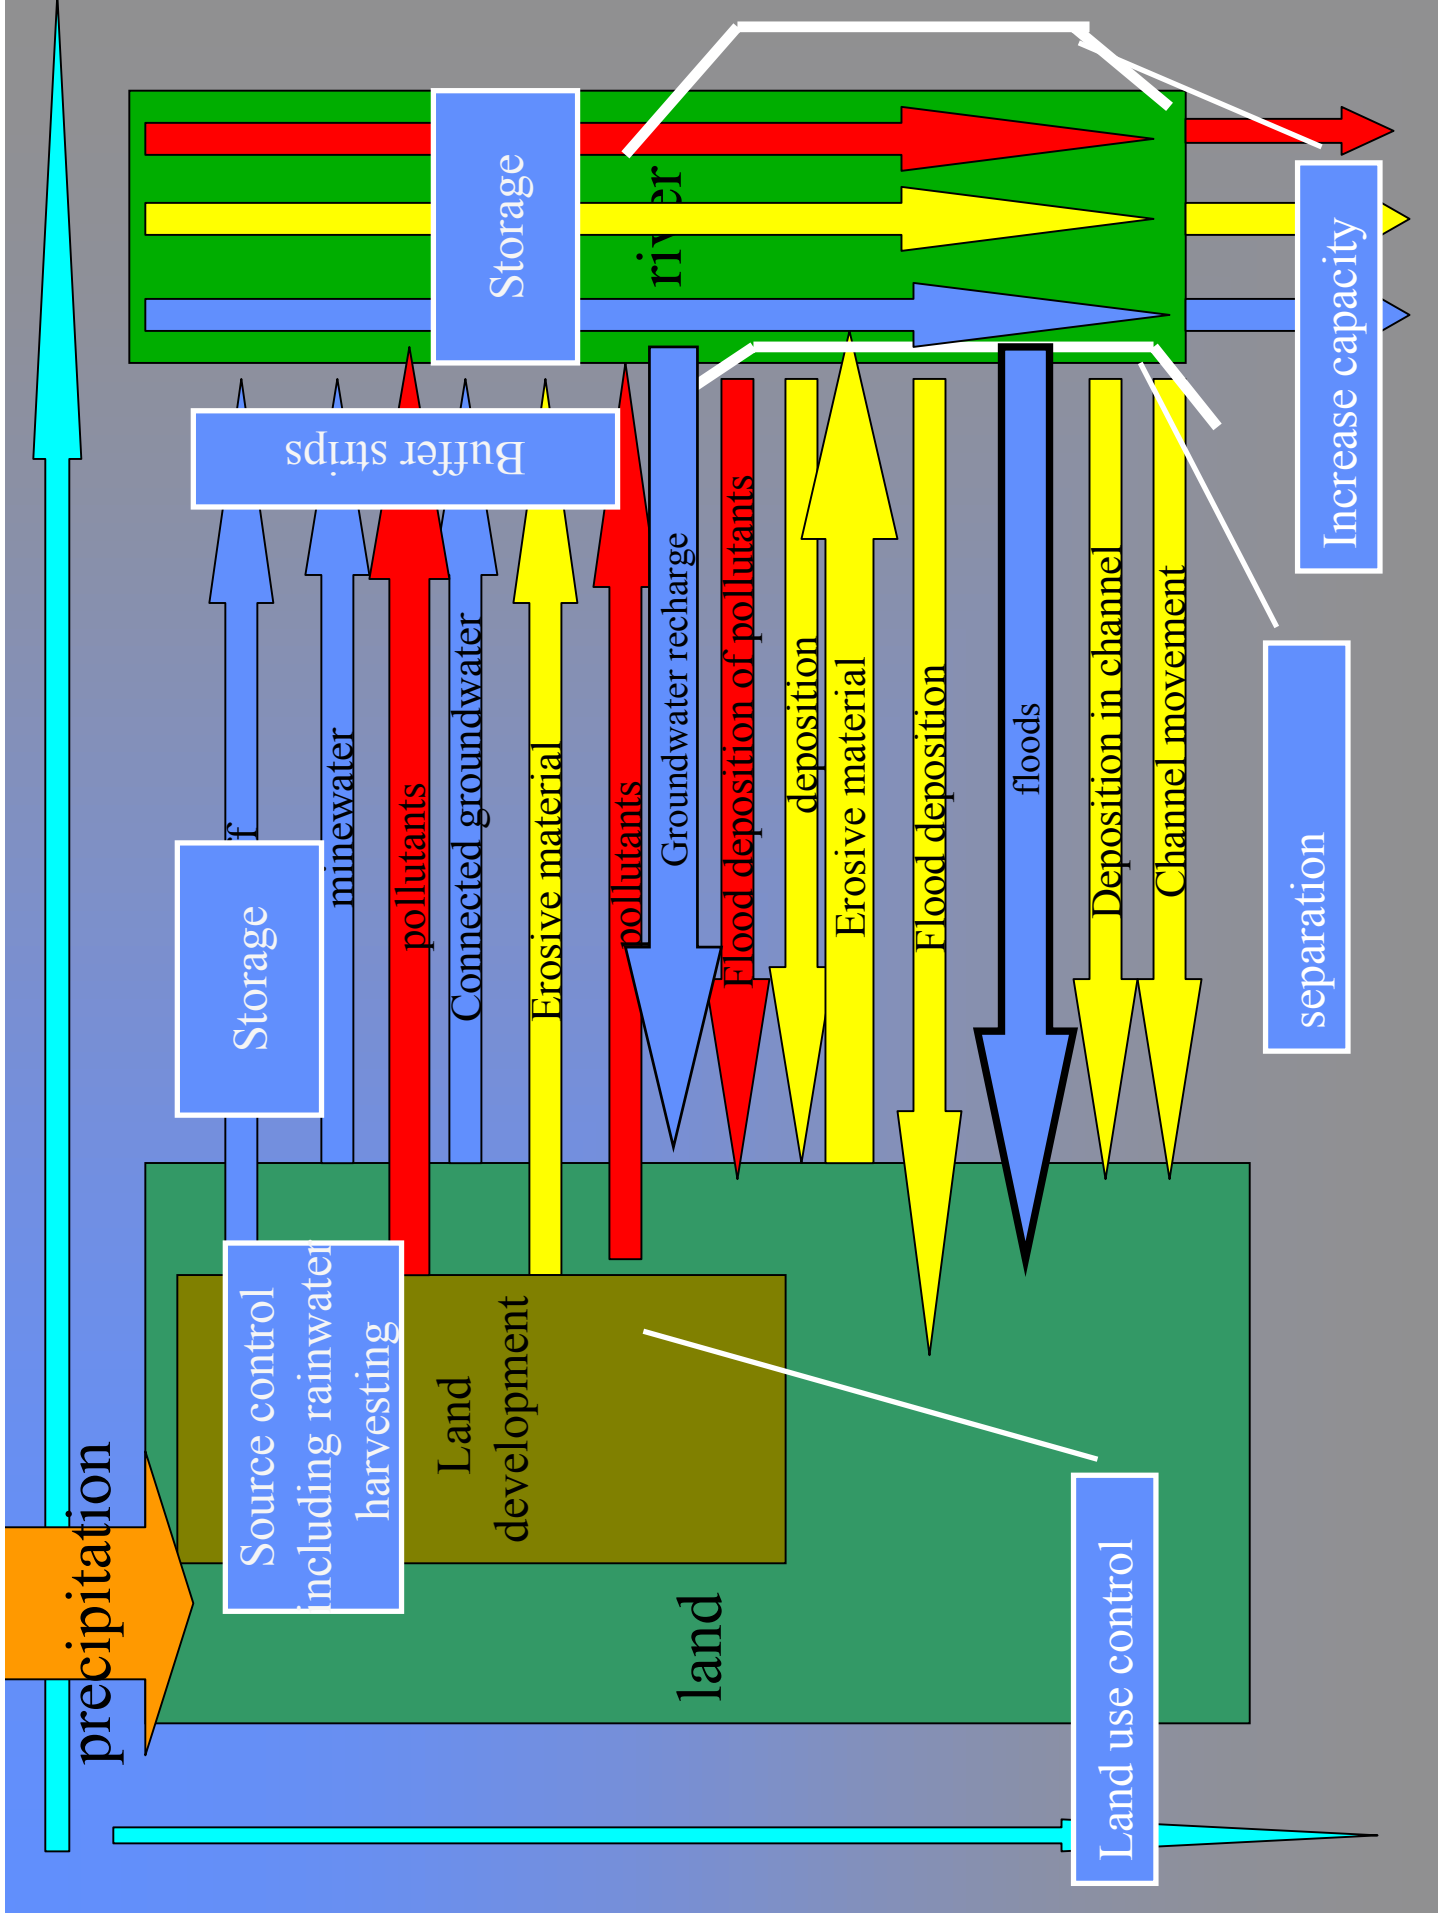 precipitation
Source control
including rainwater
harvesting
Land
development
land
Land use control
Storage
minewater
pollutants
Connected groundwater
Erosive material
pollutants
Groundwater recharge
Flood deposition of pollutants
deposition
Erosive material
Flood deposition
floods
Deposition in channel
Channel movement
separation
Buffer strips
Storage
river
Increase capacity